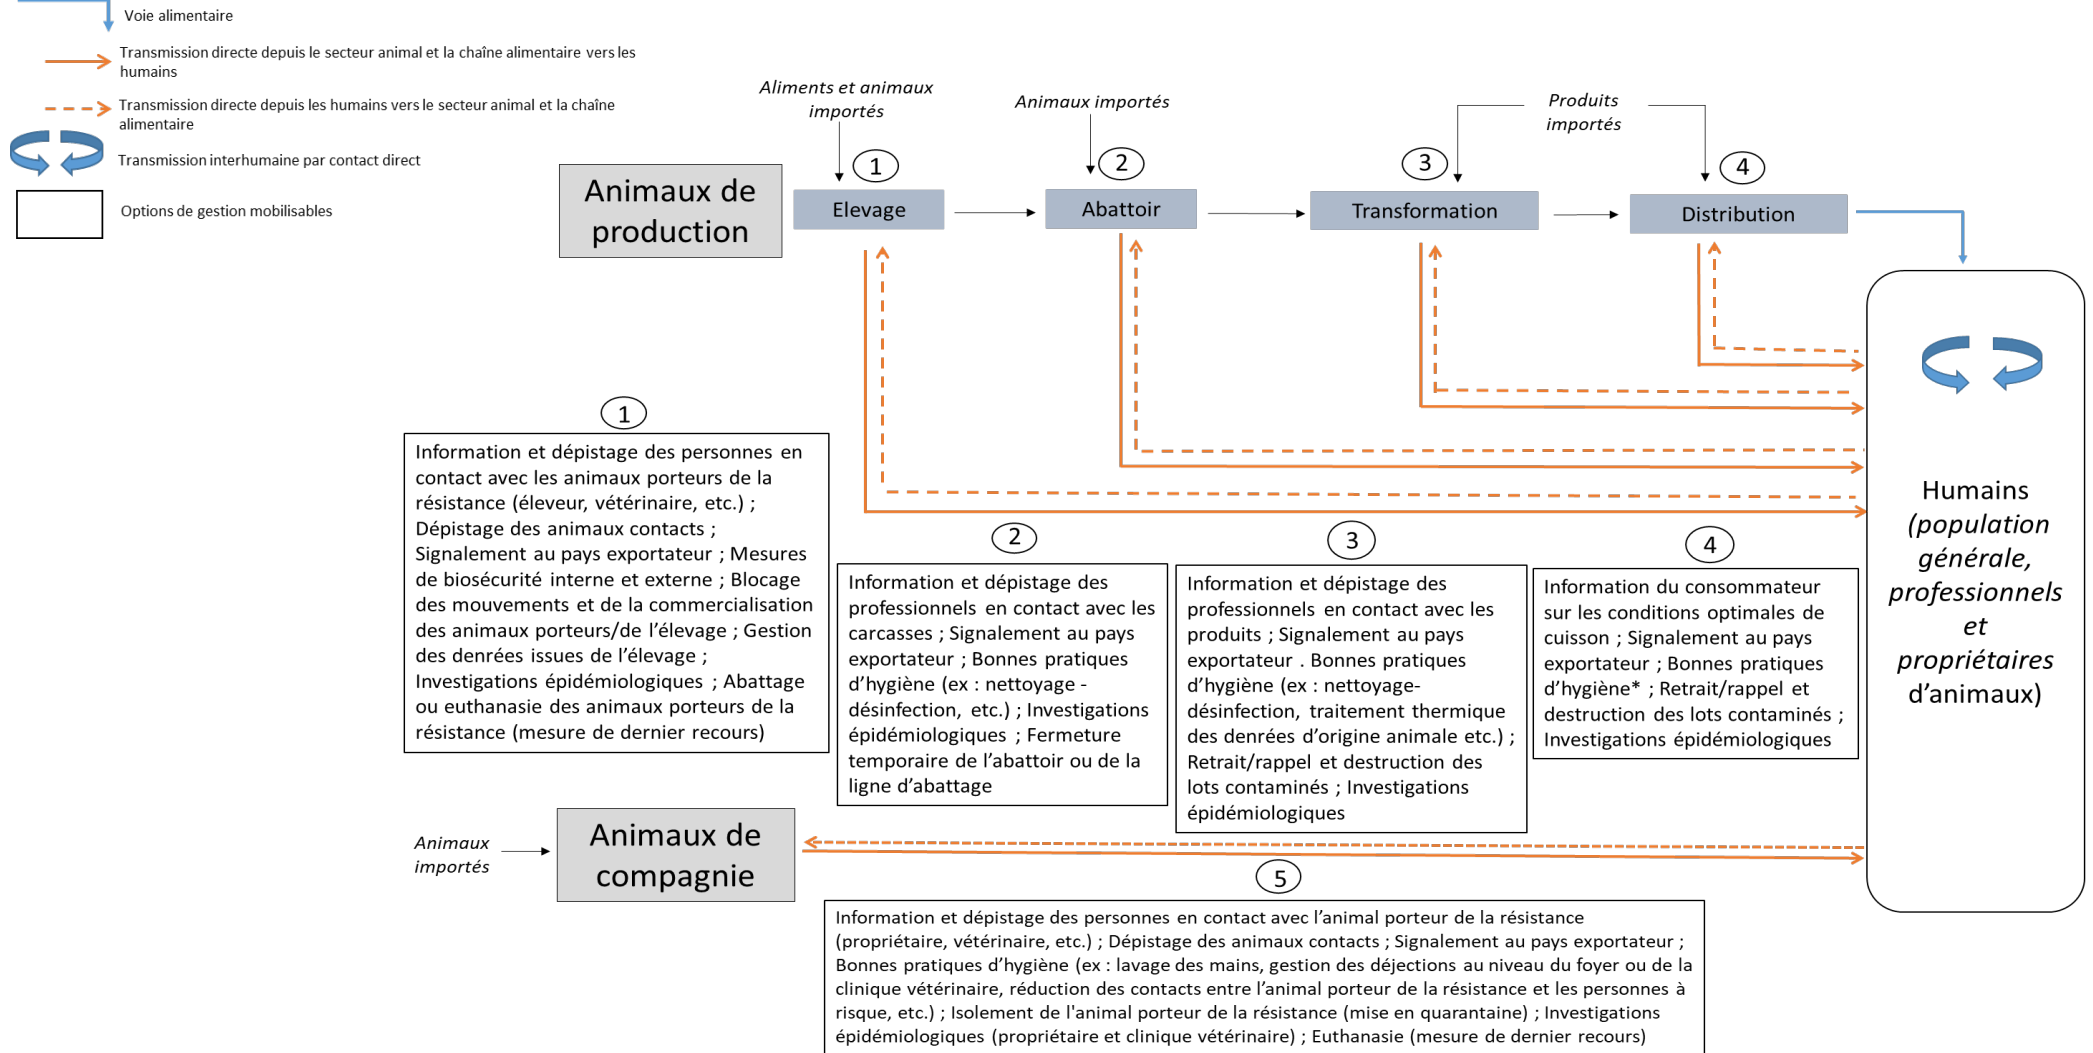 Voie alimentaire
Transmission directe depuis le secteur animal et la chaîne alimentaire vers les
humains
Transmission directe depuis les humains vers le secteur animal et la chaîne
alimentaire
Transmission interhumaine par contact direct
Options de gestion mobilisables
Aliments et animaux
importés
Animaux importés
Produits
importés
1
2
3
4
Animaux de
production
Elevage
Abattoir
Transformation
Distribution
1
Information et dépistage des personnes en
contact avec les animaux porteurs de la
résistance (éleveur, vétérinaire, etc.) ;
Dépistage des animaux contacts ;
Signalement au pays exportateur ; Mesures
de biosécurité interne et externe ; Blocage
des mouvements et de la commercialisation
des animaux porteurs/de l’élevage ; Gestion
des denrées issues de l’élevage ;
Investigations épidémiologiques ; Abattage
ou euthanasie des animaux porteurs de la
résistance (mesure de dernier recours)
2
Information et dépistage des
professionnels en contact avec les
carcasses ; Signalement au pays
exportateur ; Bonnes pratiques
d’hygiène (ex : nettoyage -
désinfection, etc.) ; Investigations
épidémiologiques ; Fermeture
temporaire de l’abattoir ou de la
ligne d’abattage
3
Information et dépistage des
professionnels en contact avec les
produits ; Signalement au pays
exportateur . Bonnes pratiques
d’hygiène (ex : nettoyage-
désinfection, traitement thermique
des denrées d’origine animale etc.) ;
Retrait/rappel et destruction des
lots contaminés ; Investigations
épidémiologiques
4
Information du consommateur
sur les conditions optimales de
cuisson ; Signalement au pays
exportateur ; Bonnes pratiques
d’hygiène* ; Retrait/rappel et
destruction des lots contaminés ;
Investigations épidémiologiques
Humains
(population
générale,
professionnels
et
propriétaires
d’animaux)
Animaux
importés
Animaux de
compagnie
5
Information et dépistage des personnes en contact avec l’animal porteur de la résistance
(propriétaire, vétérinaire, etc.) ; Dépistage des animaux contacts ; Signalement au pays exportateur ;
Bonnes pratiques d’hygiène (ex : lavage des mains, gestion des déjections au niveau du foyer ou de la
clinique vétérinaire, réduction des contacts entre l’animal porteur de la résistance et les personnes à
risque, etc.) ; Isolement de l'animal porteur de la résistance (mise en quarantaine) ; Investigations
épidémiologiques (propriétaire et clinique vétérinaire) ; Euthanasie (mesure de dernier recours)